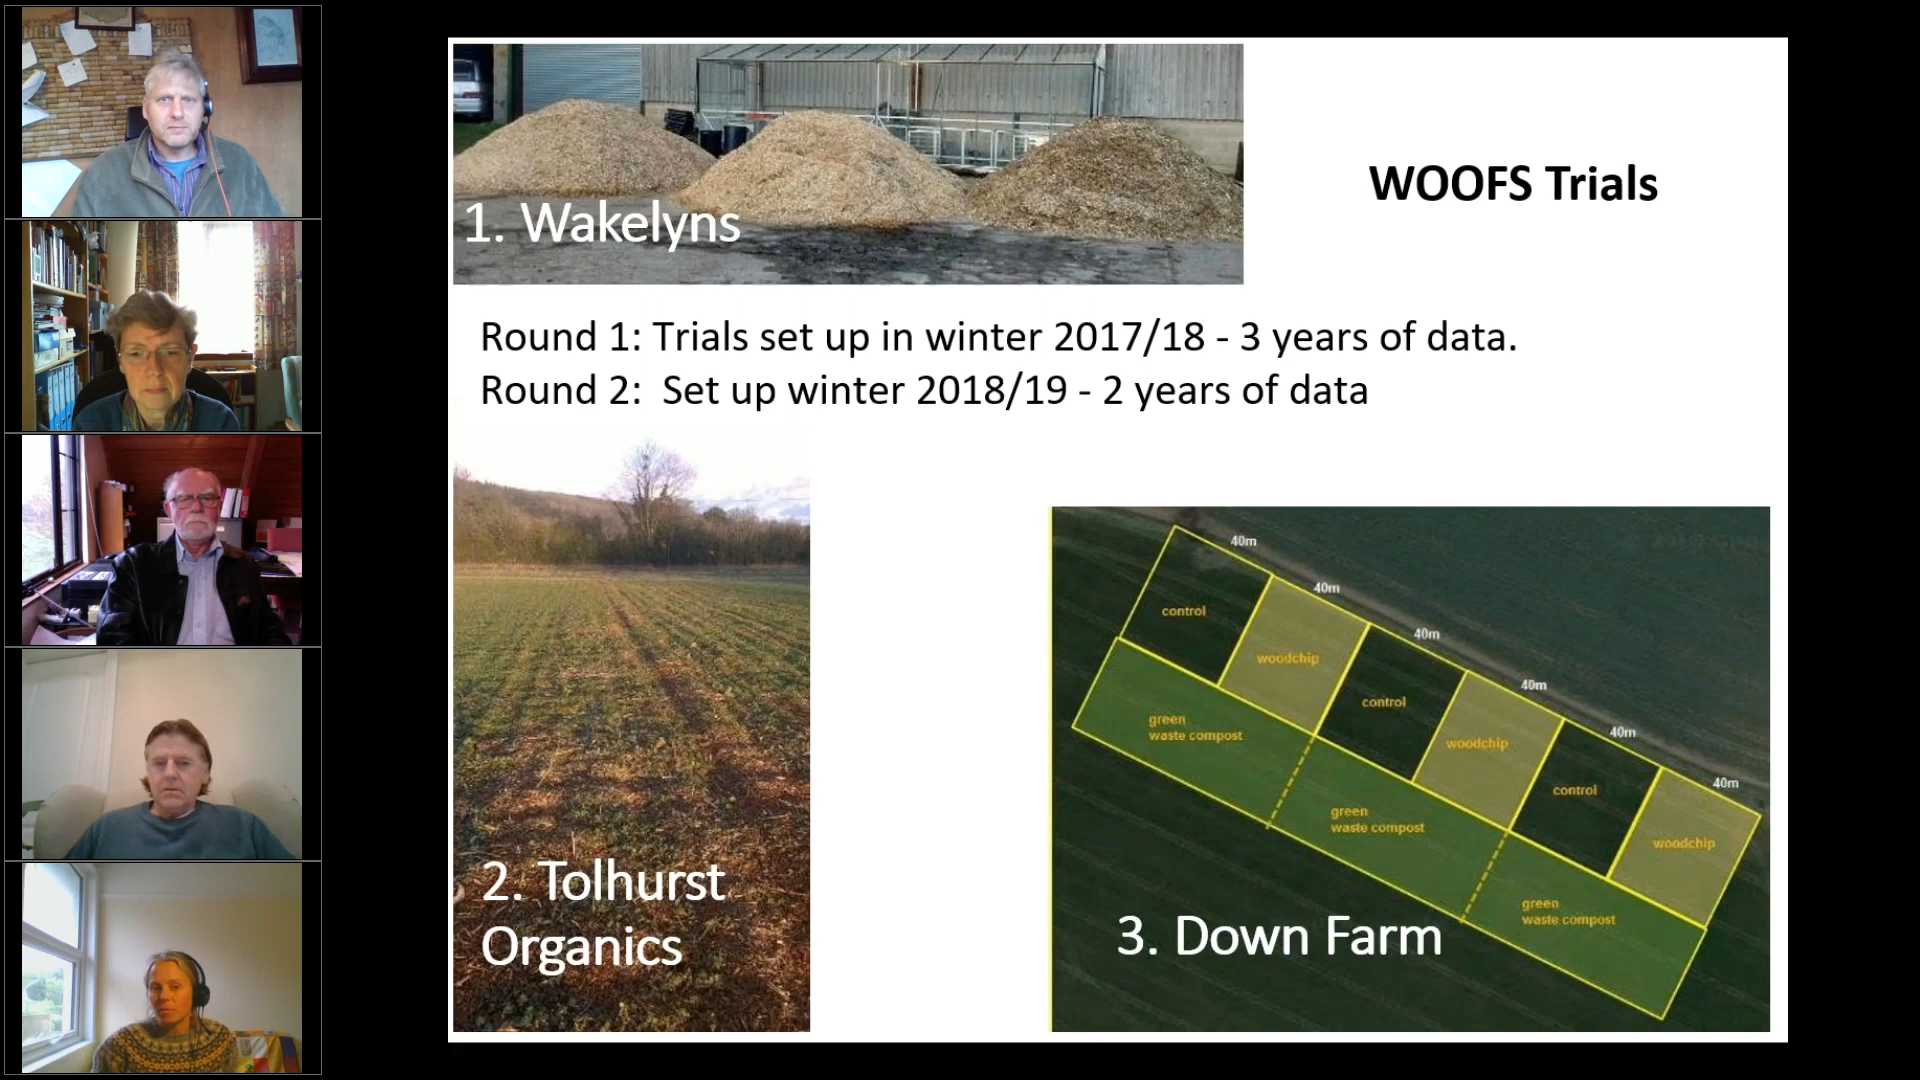 WOOFS Trials
1. Wakelyns
Round 1: Trials set up in winter 2017/18 - 3 years of data.
Round 2: Set up winter 2018/19 - 2 years of data
2. Tolhurst
Organics
40m
40m
40m
40m
40m
40m
control
woodchip
control
woodchip
control
woodchip
green
waste compost
green
waste compost
green
waste compost
3. Down Farm